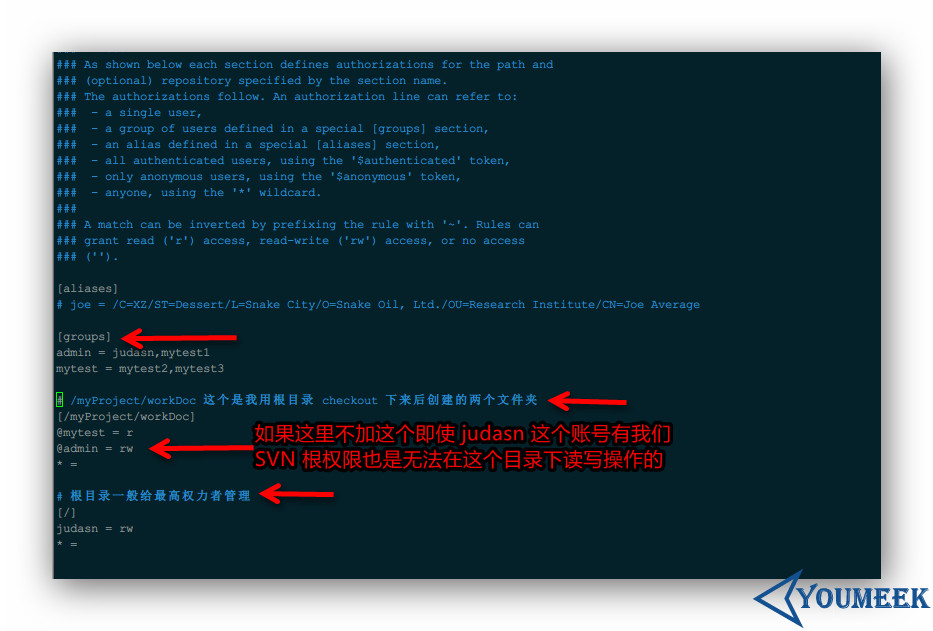 ### As shown below each section defines authorizations for the path and
### (optional) repository specified by the section name.
### The authorizations follow. An authorization line can refer to:
###  - a single user,
###  - a group of users defined in a special [groups] section,
###  - an alias defined in a special [aliases] section,
###  - all authenticated users, using the '$authenticated' token,
###  - only anonymous users, using the '$anonymous' token,
###  - anyone, using the '*' wildcard.
###
### A match can be inverted by prefixing the rule with '~'. Rules can
### grant read ('r') access, read-write ('rw') access, or no access
### ('').
[aliases]
# joe = /C=XZ/ST=Dessert/L=Snake City/O=Snake Oil, Ltd./OU=Research Institute/CN=Joe Average
[groups]
admin = judasn,mytest1
mytest = mytest2,mytest3
# /myProject/workDoc 这个是我用根目录 checkout 下来后创建的两个文件夹
[/myProject/workDoc]
@mytest = r
@admin = rw
* =
如果这里不加这个即使 judasn 这个账号有我们
SVN 根权限也是无法在这个目录下读写操作的
# 根目录一般给最高权力者管理
[/]
judasn = rw
* =
YOUMEEK